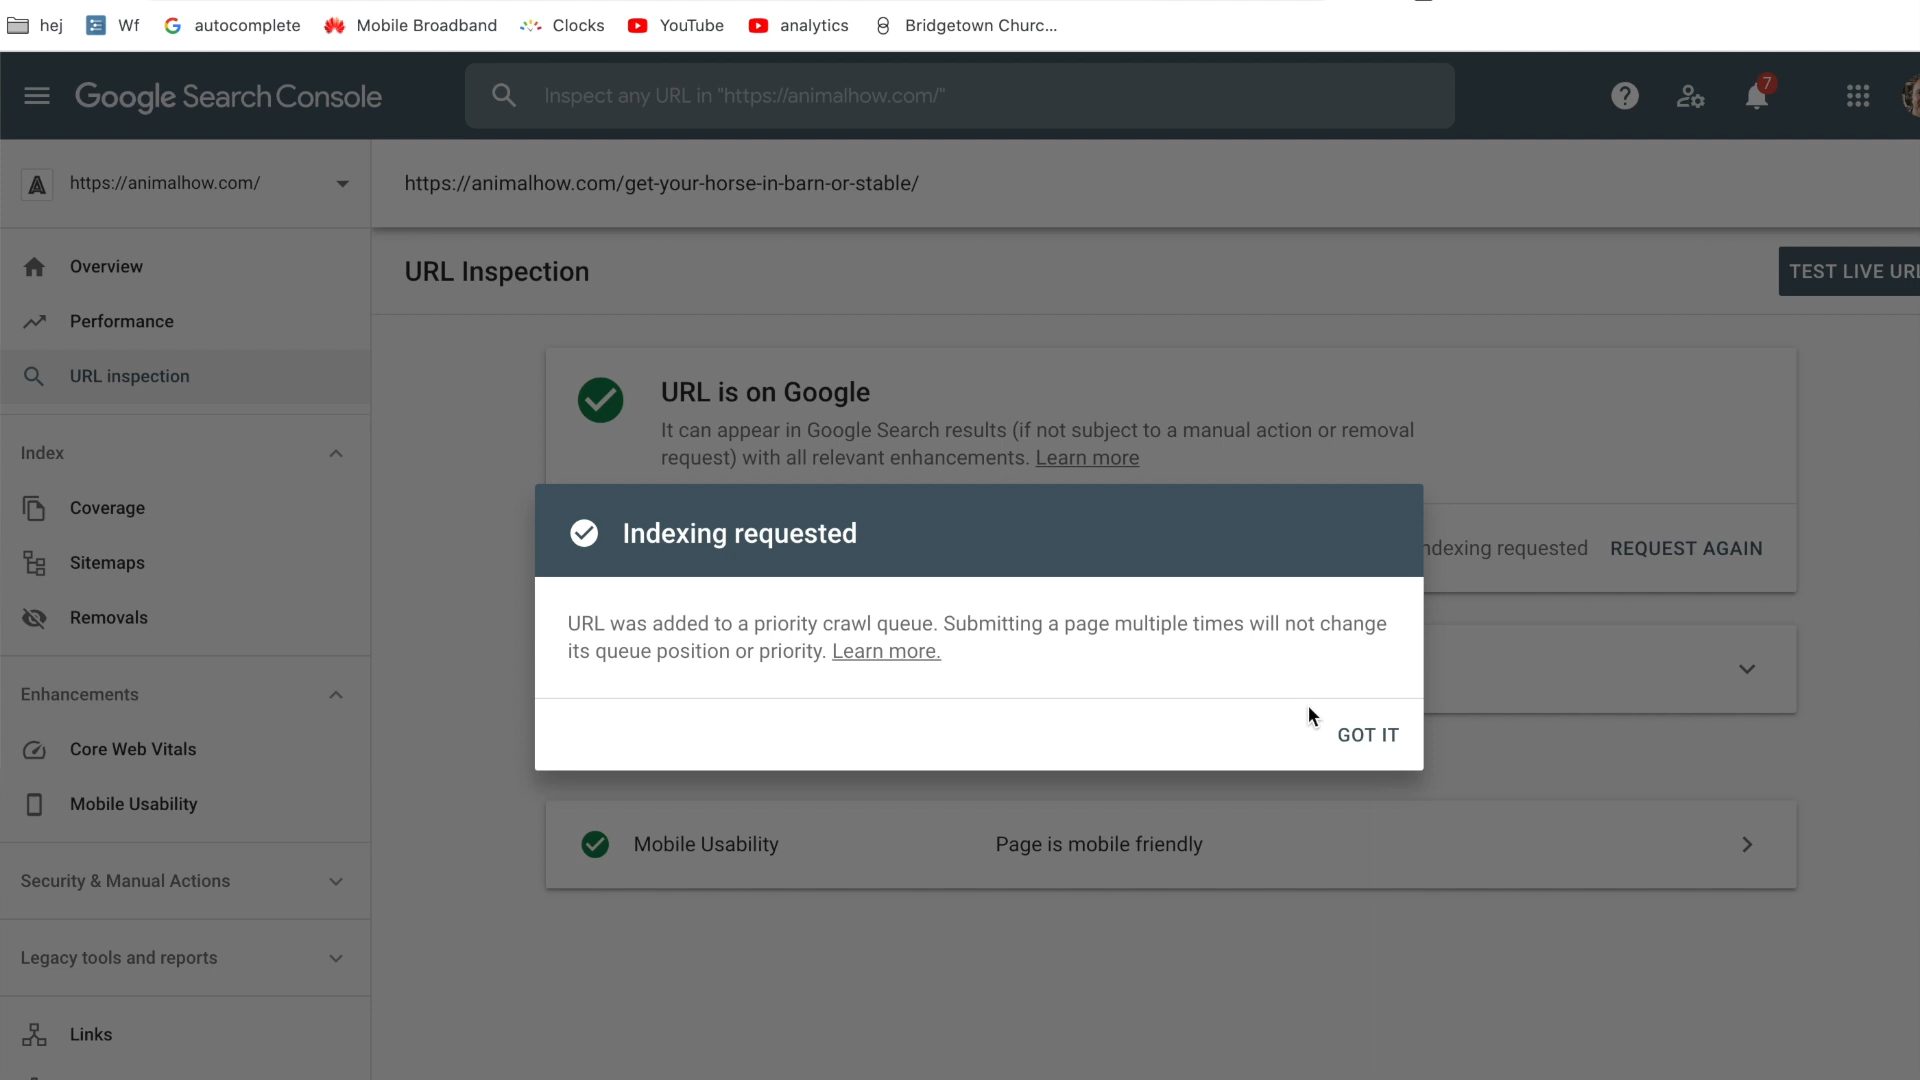 hej Wf autocomplete Mobile Broadband Clocks YouTube analytics Bridgetown Churc...
Google Search Console
Inspect any URL in "https://animalhow.com/"
7
A https://animalhow.com/
https://animalhow.com/get-your-horse-in-barn-or-stable/
Overview
Performance
URL inspection
Index
Coverage
Sitemaps
Removals
Enhancements
Core Web Vitals
Mobile Usability
Security & Manual Actions
Legacy tools and reports
Links
URL Inspection
TEST LIVE URL
URL is on Google
It can appear in Google Search results (if not subject to a manual action or removal
request) with all relevant enhancements. Learn more
ndexing requested REQUEST AGAIN
Indexing requested
URL was added to a priority crawl queue. Submitting a page multiple times will not change
its queue position or priority. Learn more.
GOT IT
Mobile Usability Page is mobile friendly